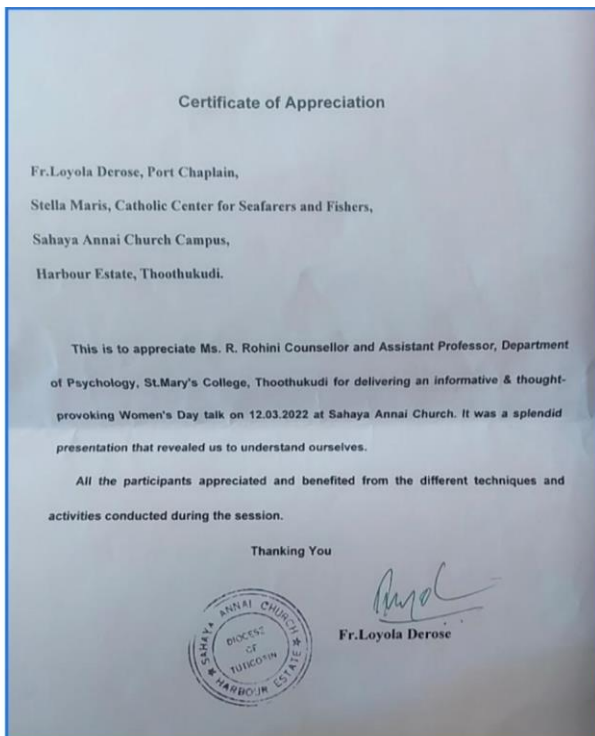 Certificate of Appreciation
Fr.Loyola Derose, Port Chaplain,
Stella Maris, Catholic Center for Seafarers and Fishers,
Sahaya Annai Church Campus,
Harbour Estate, Thoothukudi.
This is to appreciate Ms. R. Rohini Counsellor and Assistant Professor, Department
of Psychology, St.Mary's College, Thoothukudi for delivering an informative & thought-
provoking Women's Day talk on 12.03.2022 at Sahaya Annai Church. It was a splendid
presentation that revealed us to understand ourselves.
All the participants appreciated and benefited from the different techniques and
activities conducted during the session.
Thanking You
Fr.Loyola Derose
SAHAYA ANNAI CHURCH
HARBOUR ESTATE
DIOCESE
OF
TUTICORIN